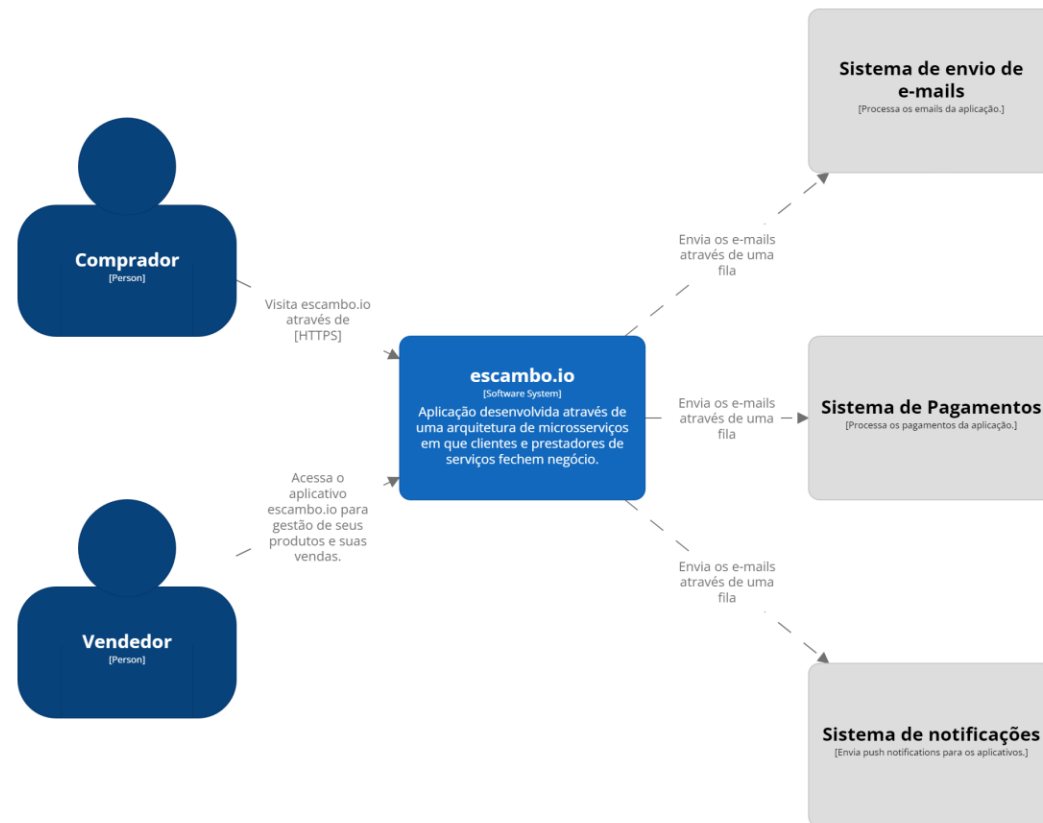 Sistema de envio de
e-mails
[Processa os emails da aplicação.]
Comprador
[Person]
Envia os e-mails
através de uma
fila
Visita escambo.io
através de
[HTTPS]
escambo.io
[Software System]
Aplicação desenvolvida através de
uma arquitetura de microsserviços
em que clientes e prestadores de
serviços fechem negócio.
Envia os e-mails
através de uma
fila
Sistema de Pagamentos
[Processa os pagamentos da aplicação.]
Acessa o
aplicativo
escambo.io para
gestão de seus
produtos e suas
vendas.
Envia os e-mails
através de uma
fila
Vendedor
[Person]
Sistema de notificações
[Envia push notifications para os aplicativos.]